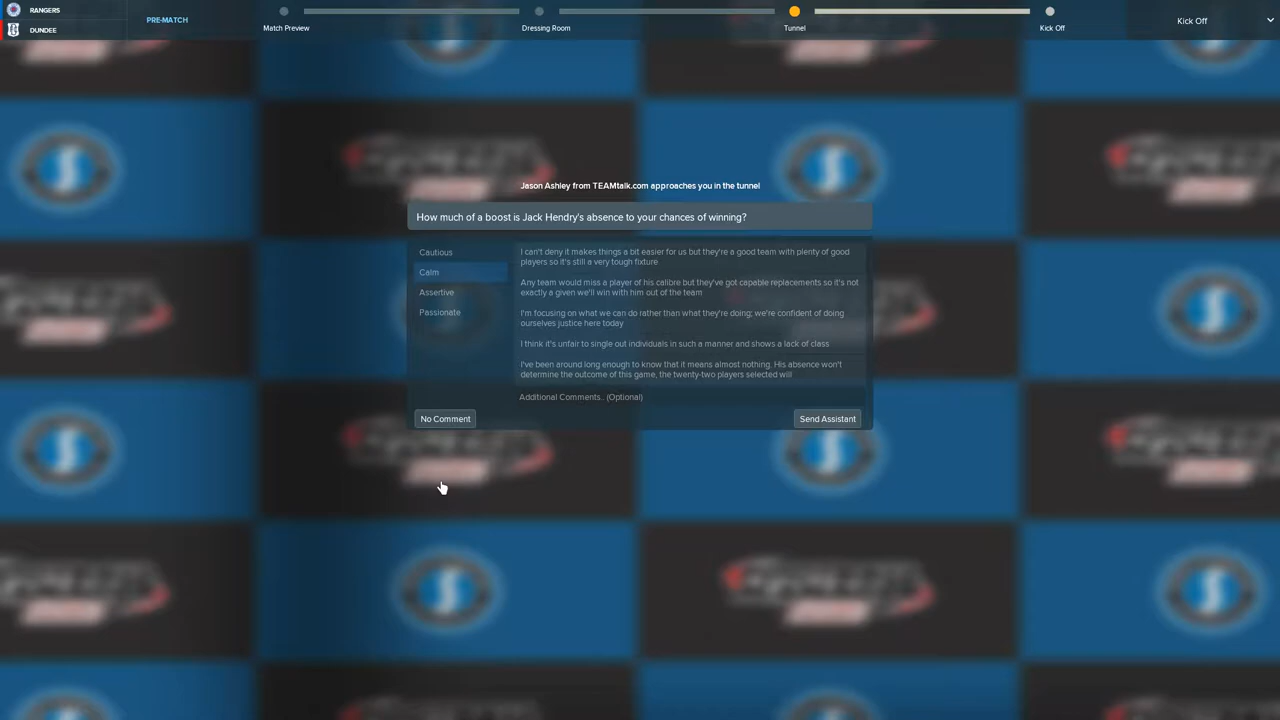 RANGERS
DUNDEE
PRE-MATCH
Match Preview
Dressing Room
Tunnel
Kick Off
Kick Off
Jason Ashley from TEAMtalk.com approaches you in the tunnel
How much of a boost is Jack Hendry's absence to your chances of winning?
Cautious
Calm
Assertive
Passionate
I can't deny it makes things a bit easier for us but they're a good team with plenty of good
players so it's still a very tough fixture
Any team would miss a player of his calibre but they've got capable replacements so it's not
exactly a given we'll win with him out of the team
I'm focusing on what we can do rather than what they're doing; we're confident of doing
ourselves justice here today
I think it's unfair to single out individuals in such a manner and shows a lack of class
I've been around long enough to know that it means almost nothing. His absence won't
determine the outcome of this game, the twenty-two players selected will
Additional Comments.. (Optional)
No Comment
Send Assistant